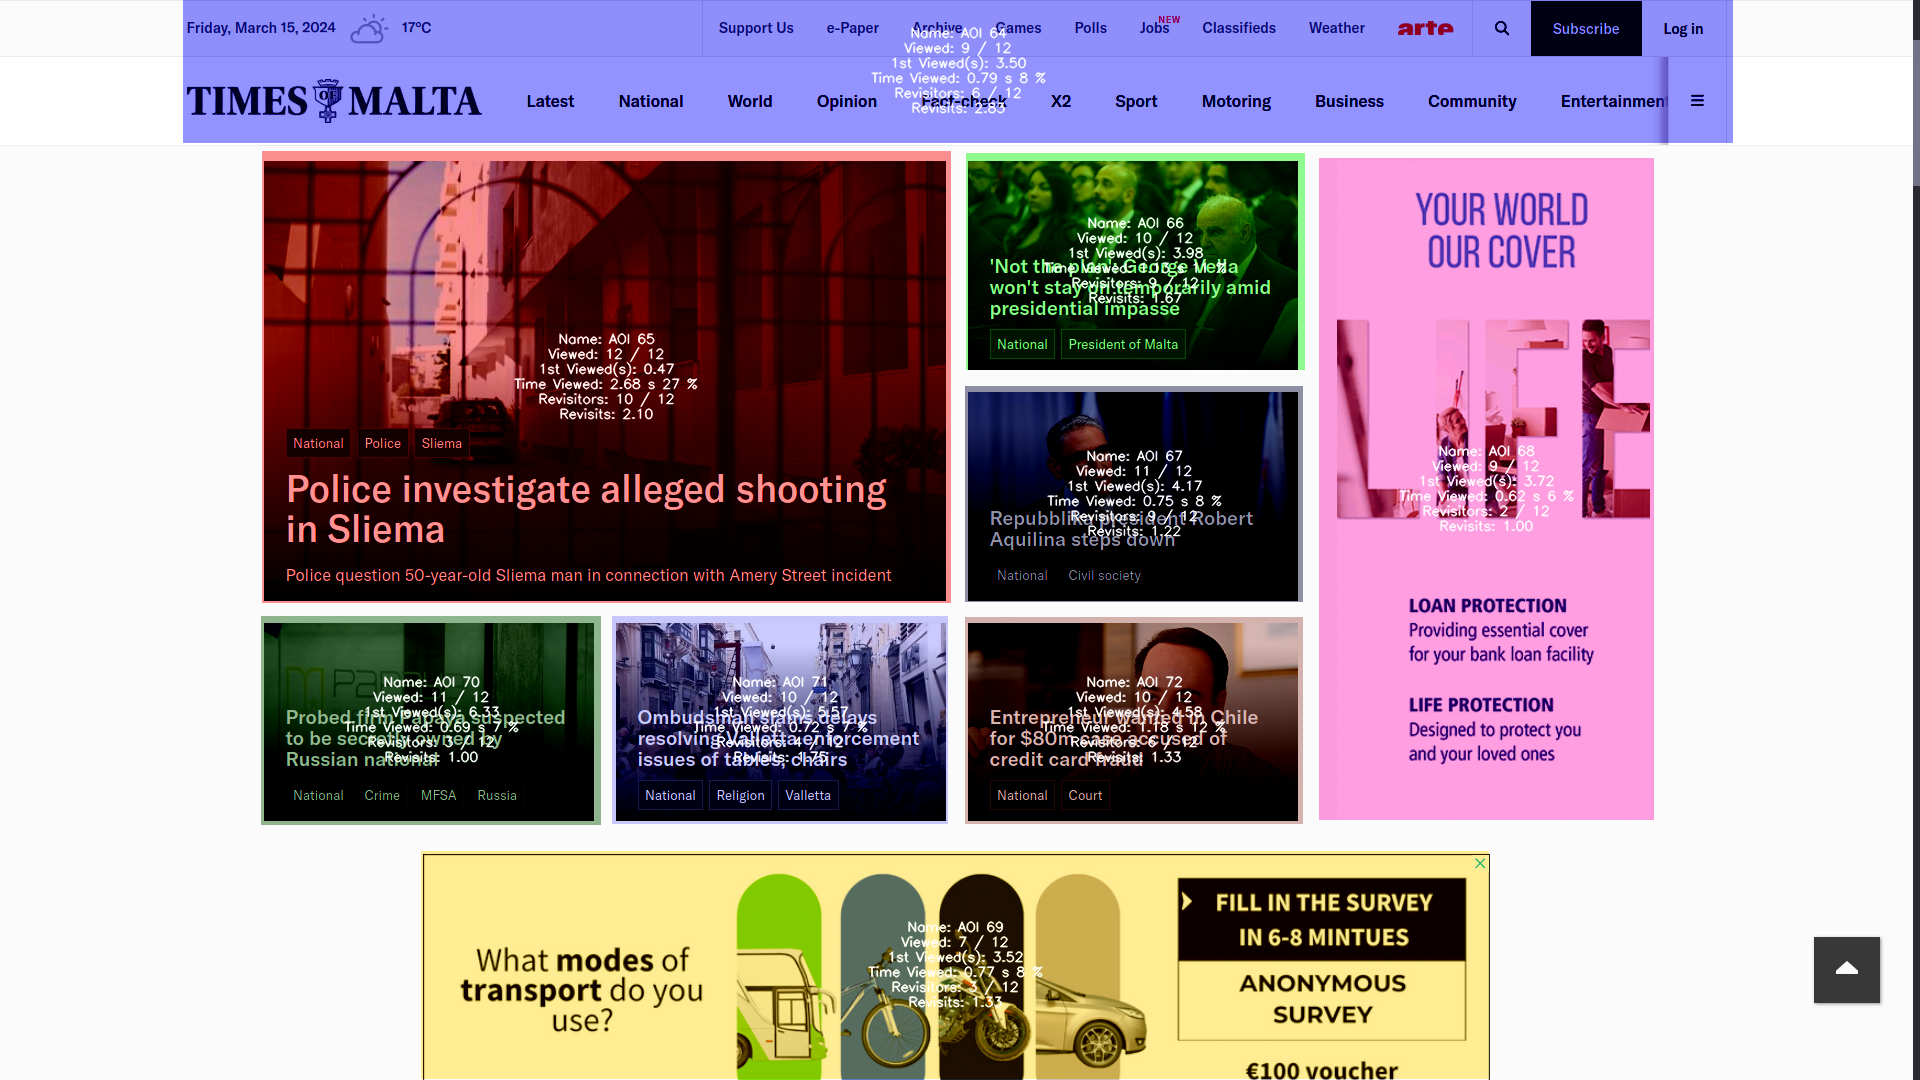 Friday, March 15, 2024 17°C
Support Us e-Paper Archive Games Polls Jobs NEW Classifieds Weather arte Subscribe Log in
TIMES OF MALTA
Latest National World Opinion Fact-check X2 Sport Motoring Business Community Entertainment
Name: AOI 64
Viewed: 9 / 12
1st Viewed(s): 3.50
Time Viewed: 0.79 s 8 %
Revisitors: 6 / 12
Revisits: 2.83
Name: AOI 65
Viewed: 12 / 12
1st Viewed(s): 0.47
Time Viewed: 2.68 s 27 %
Revisitors: 10 / 12
Revisits: 2.10
National Police Sliema
Police investigate alleged shooting
in Sliema
Police question 50-year-old Sliema man in connection with Amery Street incident
Name: AOI 66
Viewed: 10 / 12
1st Viewed(s): 3.98
Time Viewed: 1.13 s 11 %
Revisitors: 9 / 12
Revisits: 1.67
'Not the plan': George Vella
won't stay on temporarily amid
presidential impasse
National President of Malta
Name: AOI 67
Viewed: 11 / 12
1st Viewed(s): 4.17
Time Viewed: 0.75 s 8 %
Revisitors: 9 / 12
Revisits: 1.22
Repubblika president Robert
Aquilina steps down
National Civil society
YOUR WORLD
OUR COVER
LIFE
Name: AOI 68
Viewed: 9 / 12
1st Viewed(s): 3.72
Time Viewed: 0.62 s 6 %
Revisitors: 2 / 12
Revisits: 1.00
LOAN PROTECTION
Providing essential cover
for your bank loan facility
LIFE PROTECTION
Designed to protect you
and your loved ones
Name: AOI 70
Viewed: 11 / 12
1st Viewed(s): 6.33
Time Viewed: 0.69 s 7 %
Revisitors: 3 / 12
Revisits: 1.00
Probed firm Papaya suspected
to be secretly owned by
Russian national
National Crime MFSA Russia
Name: AOI 71
Viewed: 10 / 12
1st Viewed(s): 5.57
Time Viewed: 0.72 s 7 %
Revisitors: 4 / 12
Revisits: 1.75
Ombudsman slams delays
resolving Valletta enforcement
issues of tables, chairs
National Religion Valletta
Name: AOI 72
Viewed: 10 / 12
1st Viewed(s): 4.58
Time Viewed: 1.18 s 12 %
Revisitors: 6 / 12
Revisits: 1.33
Entrepreneur wanted in Chile
for $80m case accused of
credit card fraud
National Court
What modes of
transport do you
use?
Name: AOI 69
Viewed: 7 / 12
1st Viewed(s): 3.52
Time Viewed: 0.77 s 8 %
Revisitors: 3 / 12
Revisits: 1.33
FILL IN THE SURVEY
IN 6-8 MINTUES
ANONYMOUS
SURVEY
€100 voucher